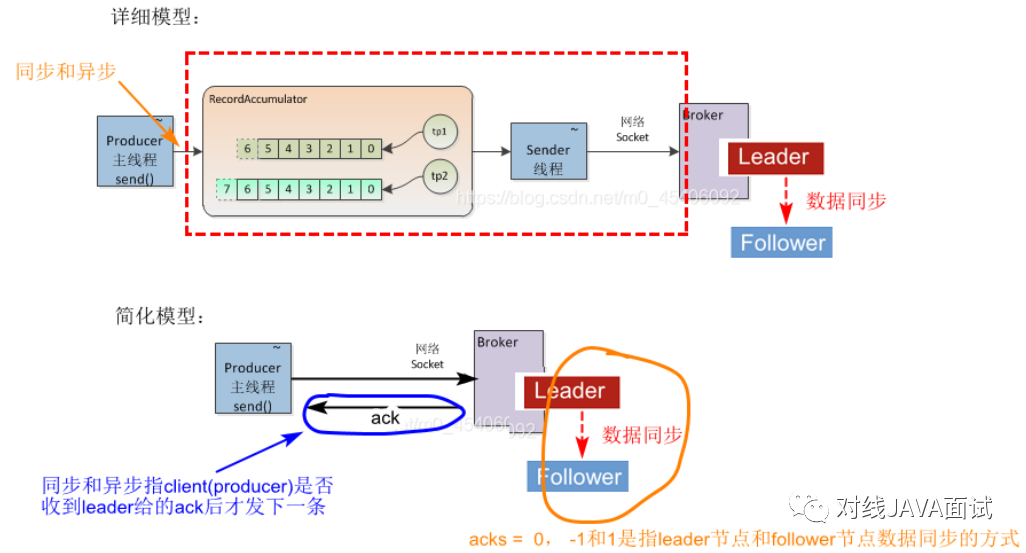 详细模型：
同步和异步
RecordAccumulator
~
Producer
主线程
send()
6 5 4 3 2 1 0
tp1
7 6 5 4 3 2 1 0
tp2
~
Sender
线程
网络
Socket
Broker
Leader
数据同步
Follower
https://blog.csdn.net/m0_45406092
简化模型：
~
Producer
主线程
send()
网络
Socket
ack
Broker
Leader
数据同步
Follower
同步和异步指client(producer)是否
收到leader给的ack后才发下一条
对线JAVA面试
acks = 0， -1和1是指leader节点和follower节点数据同步的方式